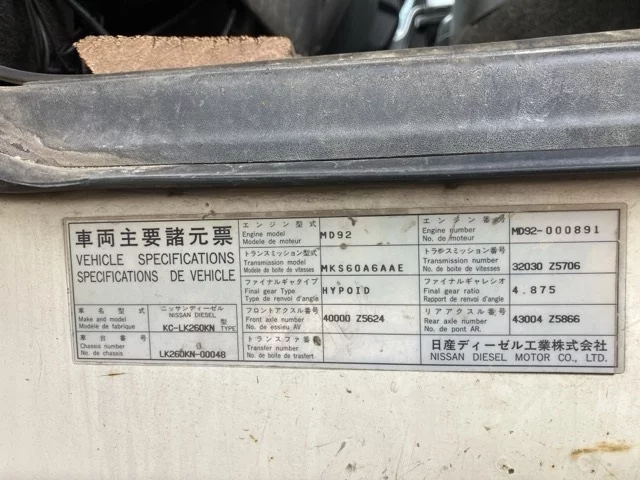 車両主要諸元票
VEHICLE SPECIFICATIONS
SPECIFICATIONS DE VEHICLE
車名型式
Make and model
Modèle de fabrique
ニッサンディーゼル
NISSAN DIESEL
KC-LK260KN 型 TYPE
車台番号
Chassis number
No. de chassis
LK260KN-00048
エンジン型式
Engine model
Modèle de moteur
MD92
トランスミッション型式
Transmission model
Modèle de boite de vitesses
MKS60A6AAE
ファイナルギヤタイプ
Final gear Type
Type de renvoi d'angle
HYPOID
フロントアクスル番号
Front axle number
No. de essieu AV
40000 Z5624
トランスファ番号
Transfer number
No. de boite de trasfert
エンジン番号
Engine number
No. de moteur
MD92-000891
トランスミッション番号
Transmission number
No. de boite de vitesses
32030 Z5706
ファイナルギャレシオ
Final gear ratio
Rapport de renvoi d'angle
4.875
リアアクスル番号
Rear axle number
No. de pont AR.
43004 Z5866
日産ディーゼル工業株式会社
NISSAN DIESEL MOTOR CO., LTD.